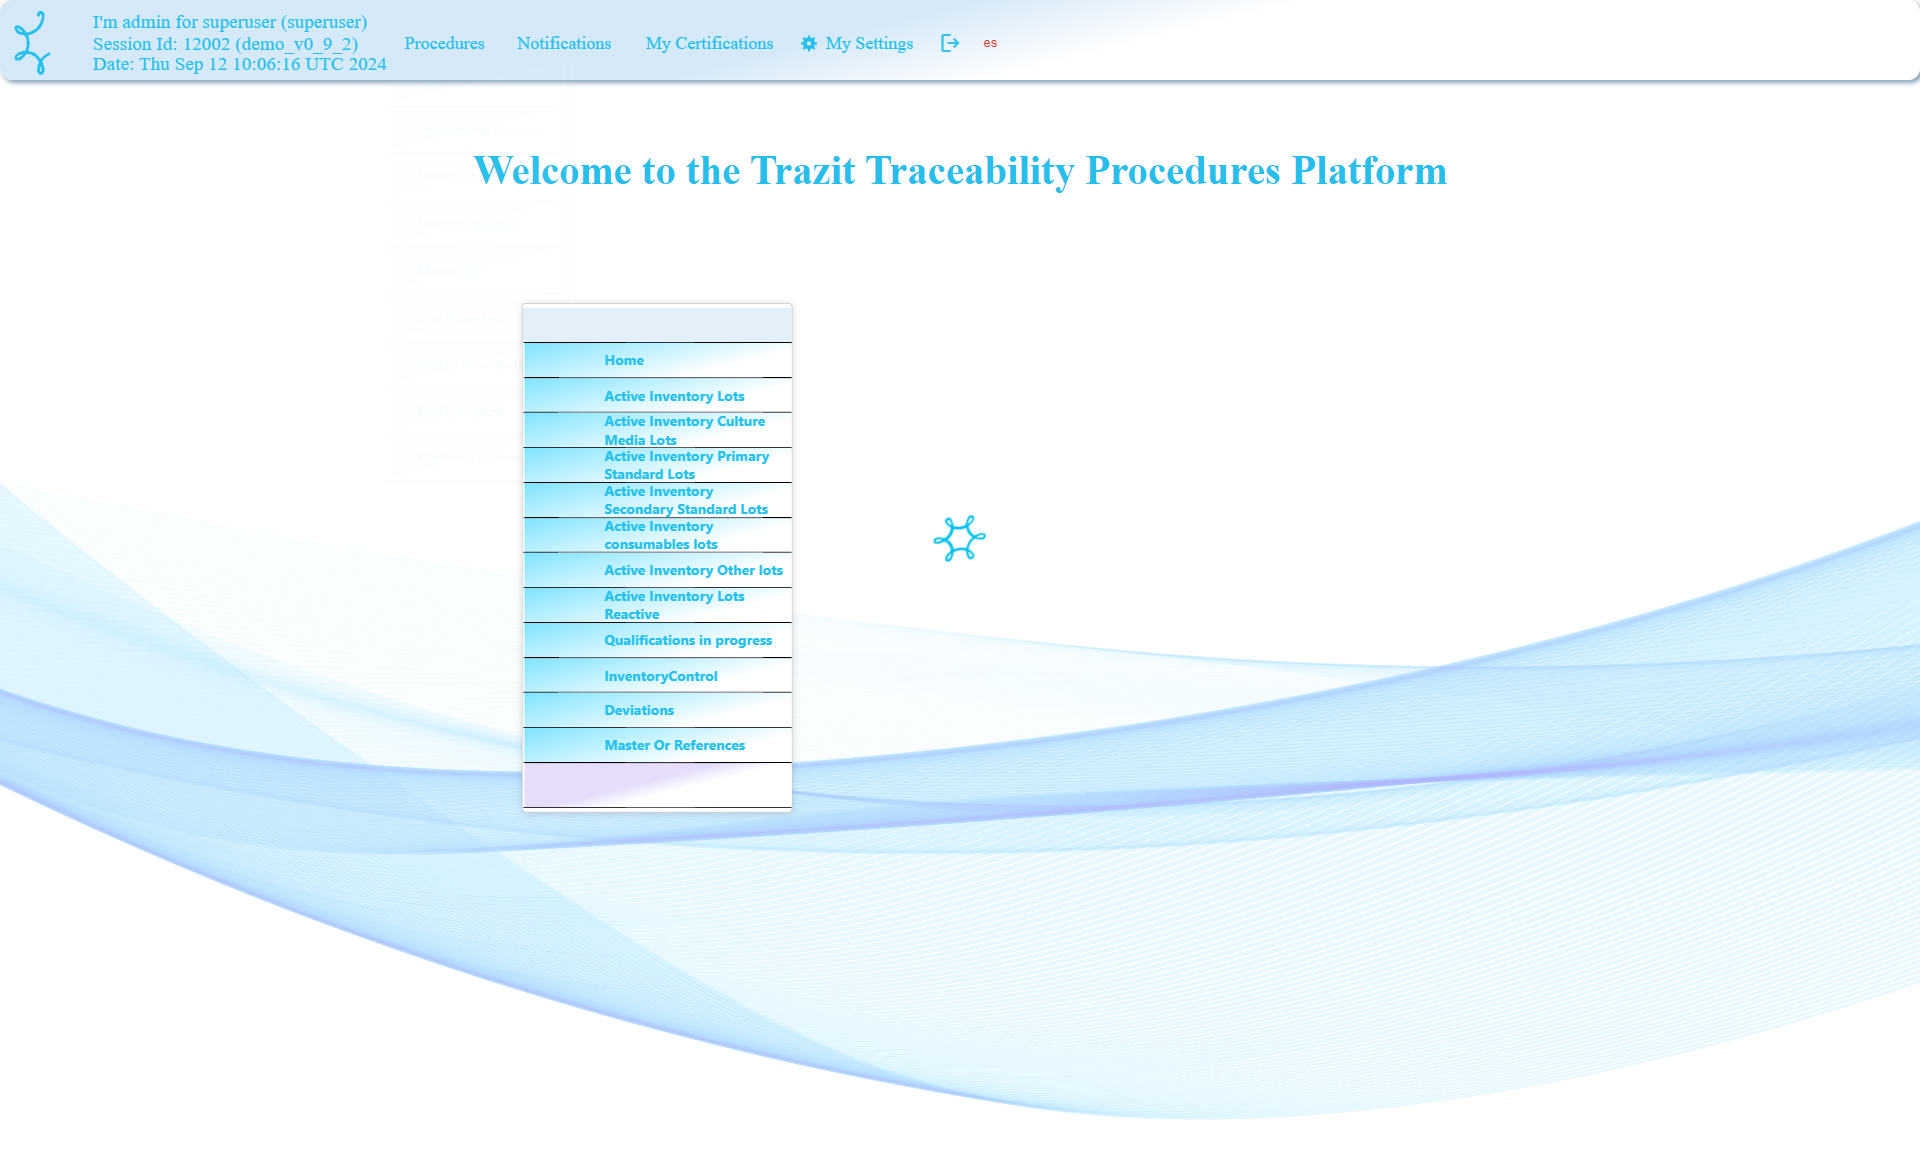 I'm admin for superuser (superuser)
Session Id: 12002 (demo_v0_9_2)
Date: Thu Sep 12 10:06:16 UTC 2024
Procedures
Notifications
My Certifications
My Settings
es
Welcome to the Trazit Traceability Procedures Platform
Home
Active Inventory Lots
Active Inventory Culture
Media Lots
Active Inventory Primary
Standard Lots
Active Inventory
Secondary Standard Lots
Active Inventory
consumables lots
Active Inventory Other lots
Active Inventory Lots
Reactive
Qualifications in progress
InventoryControl
Deviations
Master Or References